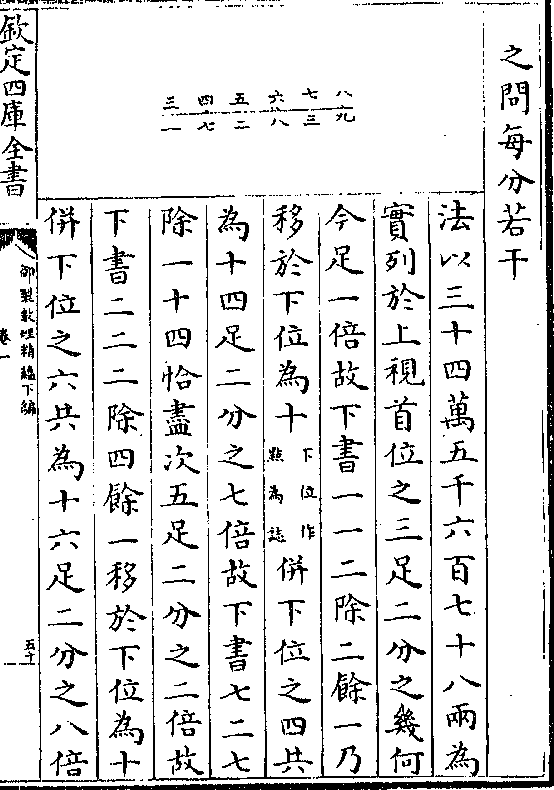 之問每分若干
三四五六七八
一七二八三九
法以三十四萬五千六百七十八兩為
實列於上視首位之三足二分之幾何
今足一倍故下書一一二除二餘一乃
移於下位為十下位作點為誌併下位之四共
為十四足二分之七倍故下書七二七
除一十四恰盡次五足二分之二倍故
下書二二二除四餘一移於下位為十
併下位之六共為十六足二分之八倍
欽定四庫全書
御製數理精蘊下編
卷一
五十